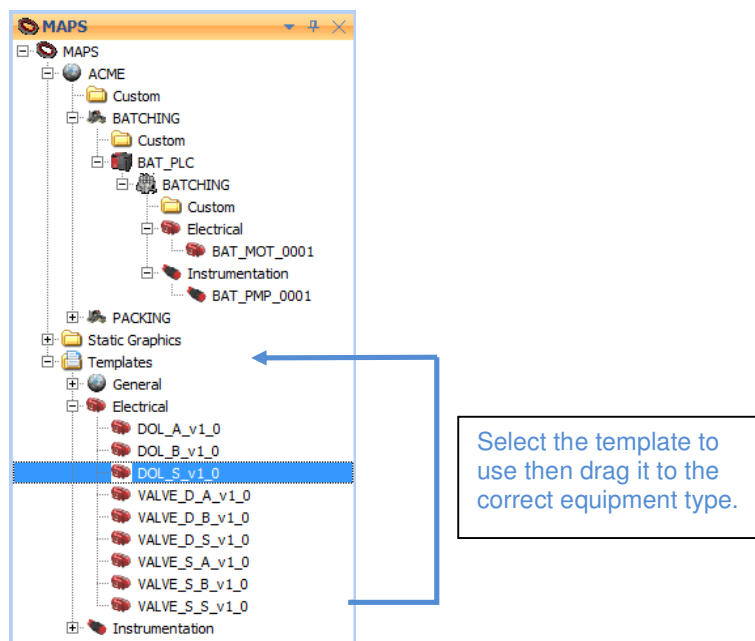 MAPS
MAPS
ACME
Custom
BATCHING
Custom
BAT_PLC
BATCHING
Custom
Electrical
BAT_MOT_0001
Instrumentation
BAT_PMP_0001
PACKING
Static Graphics
Templates
General
Electrical
DOL_A_v1_0
DOL_B_v1_0
DOL_S_v1_0
VALVE_D_A_v1_0
VALVE_D_B_v1_0
VALVE_D_S_v1_0
VALVE_S_A_v1_0
VALVE_S_B_v1_0
VALVE_S_S_v1_0
Instrumentation
Select the template to
use then drag it to the
correct equipment type.